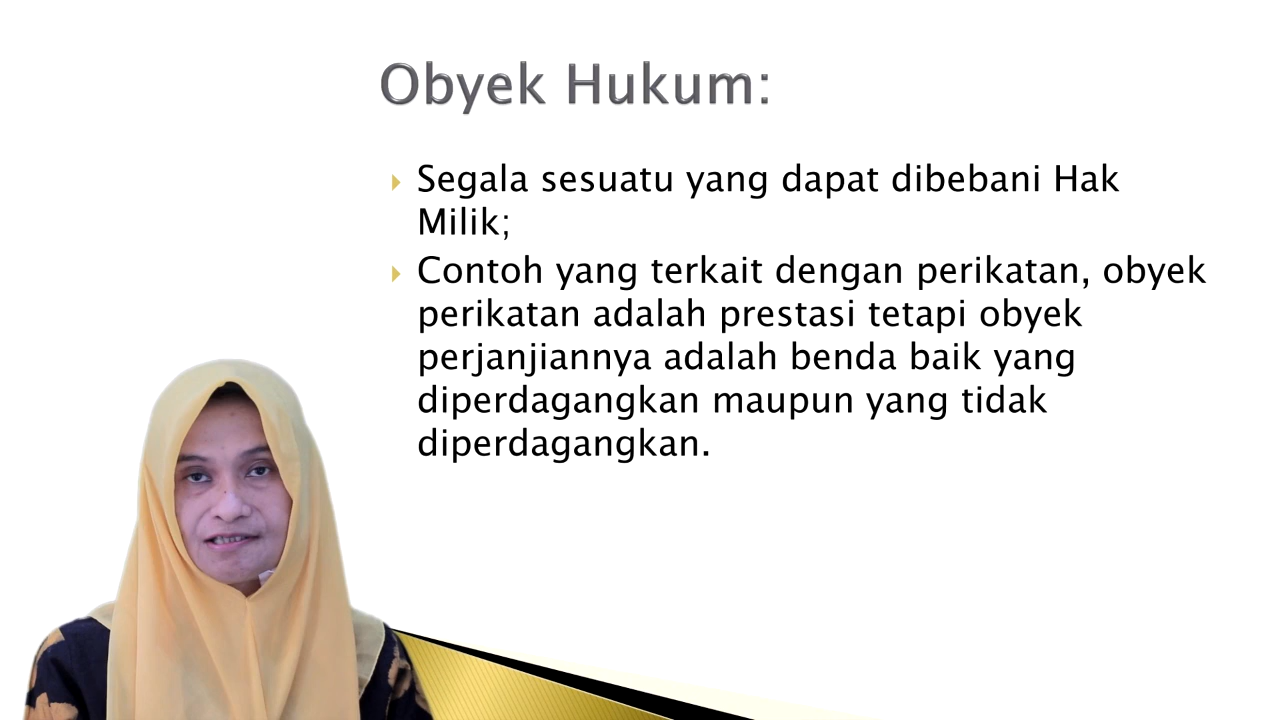 Obyek Hukum:
Segala sesuatu yang dapat dibebani Hak
Milik;
Contoh yang terkait dengan perikatan, obyek
perikatan adalah prestasi tetapi obyek
perjanjiannya adalah benda baik yang
diperdagangkan maupun yang tidak
diperdagangkan.